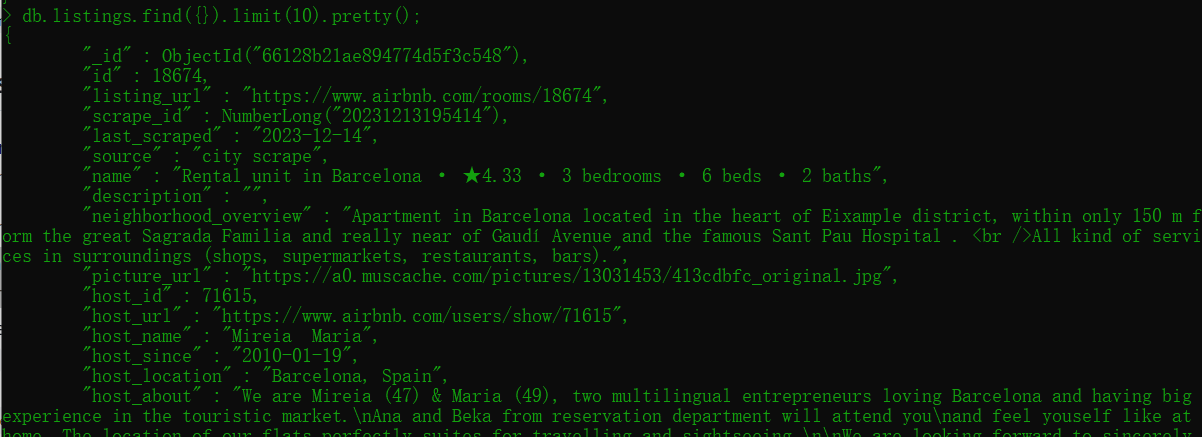 > db.listings.find({}).limit(10).pretty();
{
"_id" : ObjectId("66128b21ae894774d5f3c548"),
"id" : 18674,
"listing_url" : "https://www.airbnb.com/rooms/18674",
"scrape_id" : NumberLong("20231213195414"),
"last_scraped" : "2023-12-14",
"source" : "city scrape",
"name" : "Rental unit in Barcelona · ★4.33 · 3 bedrooms · 6 beds · 2 baths",
"description" : "",
"neighborhood_overview" : "Apartment in Barcelona located in the heart of Eixample district, within only 150 m f
orm the great Sagrada Familia and really near of Gaudí Avenue and the famous Sant Pau Hospital . <br />All kind of servi
ces in surroundings (shops, supermarkets, restaurants, bars).",
"picture_url" : "https://a0.muscache.com/pictures/13031453/413cdbfc_original.jpg",
"host_id" : 71615,
"host_url" : "https://www.airbnb.com/users/show/71615",
"host_name" : "Mireia  Maria",
"host_since" : "2010-01-19",
"host_location" : "Barcelona, Spain",
"host_about" : "We are Mireia (47) & Maria (49), two multilingual entrepreneurs loving Barcelona and having big
experience in the touristic market.\nAna and Beka from reservation department will attend you\nand feel youself like at
home. The location of our flats perfectly suites for travelling and sightseeing.\n\nWe are looking forward to sincerely